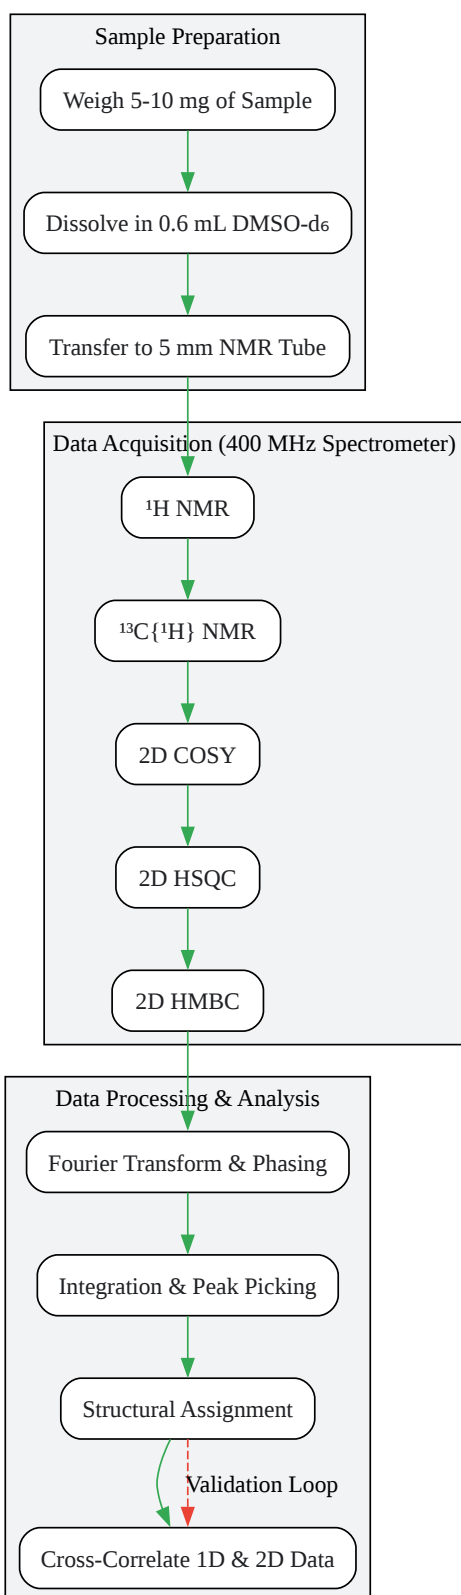 Sample Preparation
Weigh 5-10 mg of Sample
Dissolve in 0.6 mL DMSO-d₆
Transfer to 5 mm NMR Tube
Data Acquisition (400 MHz Spectrometer)
¹H NMR
¹³C{¹H} NMR
2D COSY
2D HSQC
2D HMBC
Data Processing & Analysis
Fourier Transform & Phasing
Integration & Peak Picking
Structural Assignment
Validation Loop
Cross-Correlate 1D & 2D Data